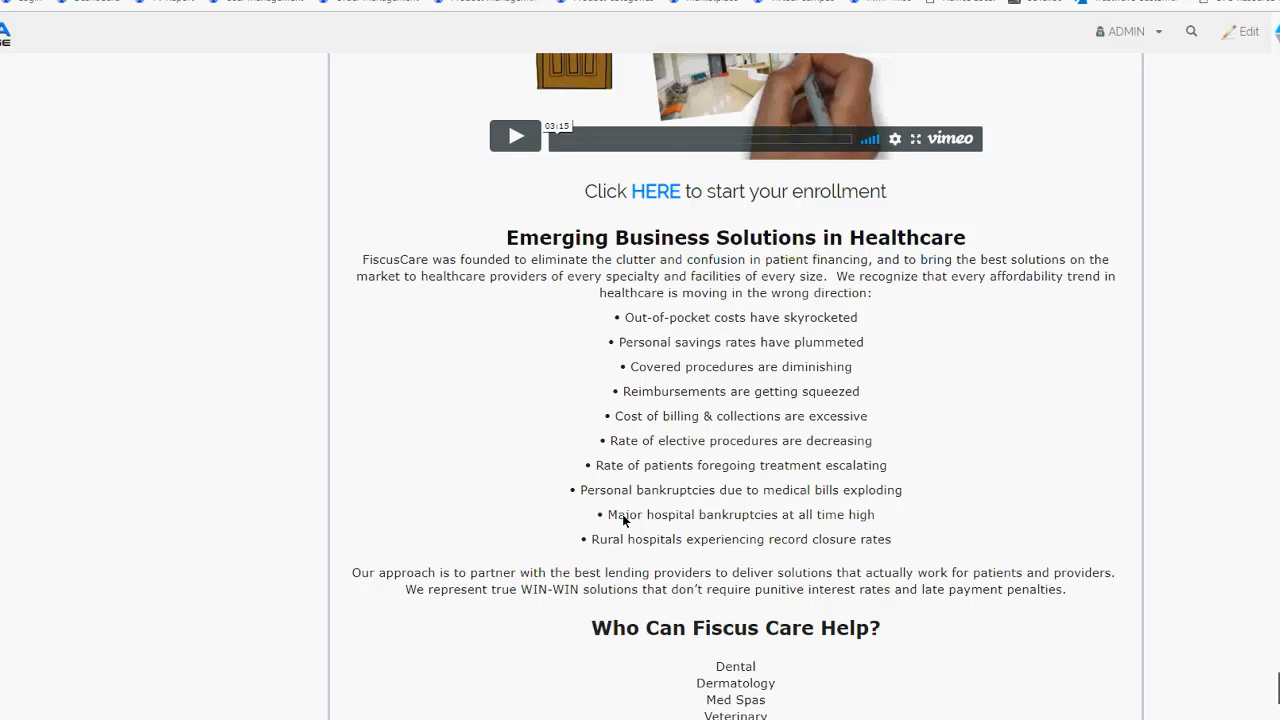 ADMIN
Edit
03:15
vimeo
Click HERE to start your enrollment
Emerging Business Solutions in Healthcare
FiscusCare was founded to eliminate the clutter and confusion in patient financing, and to bring the best solutions on the
market to healthcare providers of every specialty and facilities of every size. We recognize that every affordability trend in
healthcare is moving in the wrong direction:
• Out-of-pocket costs have skyrocketed
• Personal savings rates have plummeted
• Covered procedures are diminishing
• Reimbursements are getting squeezed
• Cost of billing & collections are excessive
• Rate of elective procedures are decreasing
• Rate of patients foregoing treatment escalating
• Personal bankruptcies due to medical bills exploding
• Major hospital bankruptcies at all time high
• Rural hospitals experiencing record closure rates
Our approach is to partner with the best lending providers to deliver solutions that actually work for patients and providers.
We represent true WIN-WIN solutions that don't require punitive interest rates and late payment penalties.
Who Can Fiscus Care Help?
Dental
Dermatology
Med Spas
Veterinary